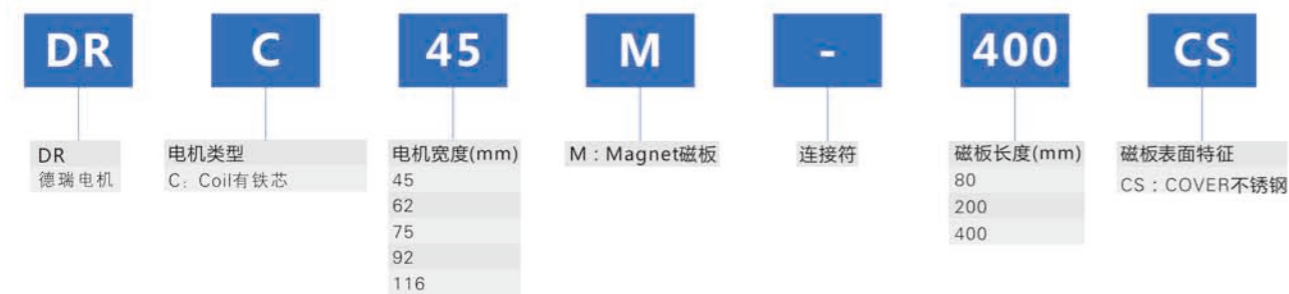 DR
C
45
M
-
400
CS
DR
德瑞电机
电机类型
C：Coil有铁芯
电机宽度(mm)
45
62
75
92
116
M：Magnet磁板
连接符
磁板长度(mm)
80
200
400
磁板表面特征
CS：COVER不锈钢